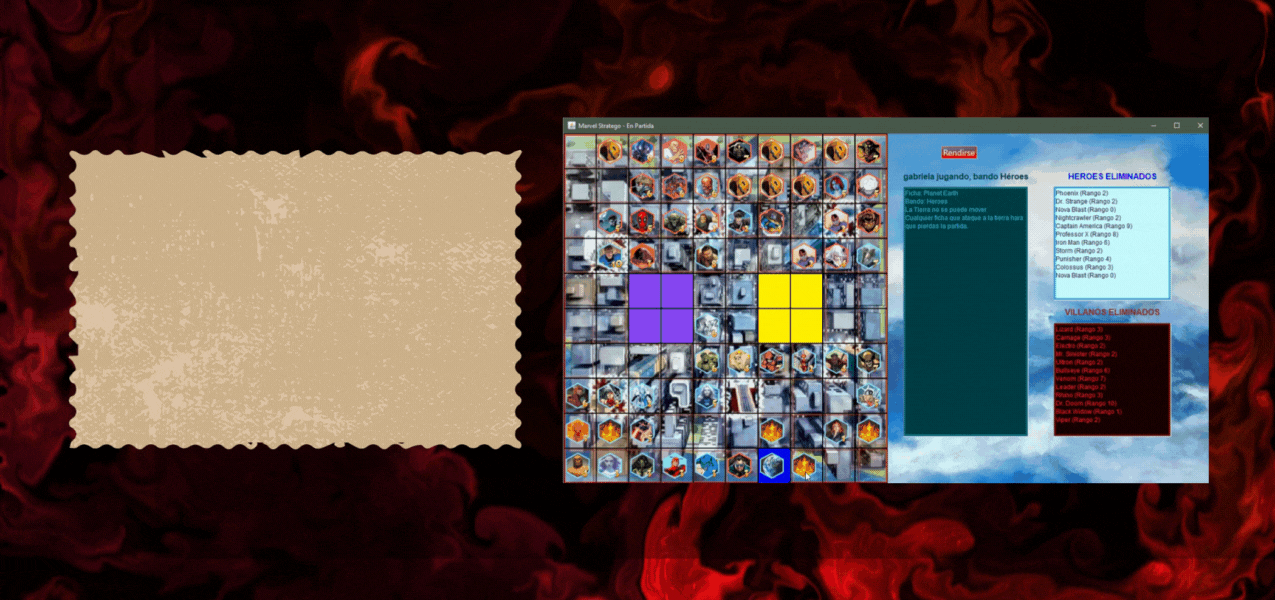 Marvel Stratego - En Partida
Rendirse
gabriela jugando, bando Héroes
HEROES ELIMINADOS
Ficha: Planet Earth
Bando: Heroes
La Tierra no se puede mover
Cualquier ficha que ataque a la tierra hará
que pierdas la partida.
Phoenix (Rango 2)
Dr. Strange (Rango 2)
Nova Blast (Rango 0)
Nightcrawler (Rango 2)
Captain America (Rango 9)
Professor X (Rango 8)
Iron Man (Rango 6)
Storm (Rango 2)
Punisher (Rango 4)
Colossus (Rango 3)
Nova Blast (Rango 0)
VILLANOS ELIMINADOS
Lizard (Rango 3)
Carnage (Rango 3)
Electro (Rango 2)
Mr. Sinister (Rango 2)
Ultron (Rango 2)
Bullseye (Rango 6)
Venom (Rango 7)
Leader (Rango 2)
Rhino (Rango 3)
Dr. Doom (Rango 10)
Black Widow (Rango 1)
Viper (Rango 2)